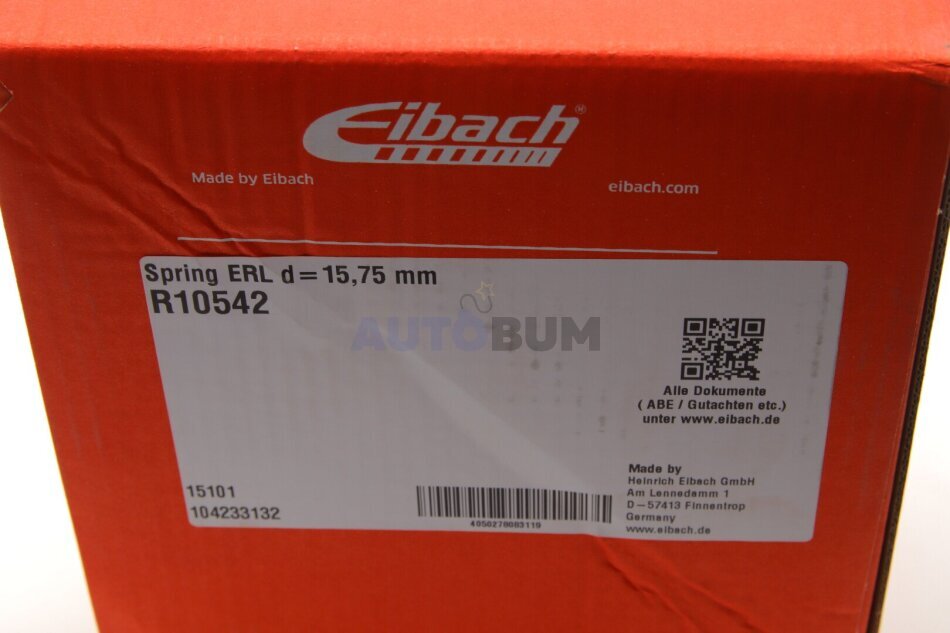 Eibach®
Made by Eibach
eibach.com
Spring ERL d=15,75 mm
R10542
AUTOBUM
Alle Dokumente
( ABE / Gutachten etc.)
unter www.eibach.de
15101
104233132
4050278083119
Made by
Heinrich Eibach GmbH
Am Lennedamm 1
D-57413 Finnentrop
Germany
www.eibach.de